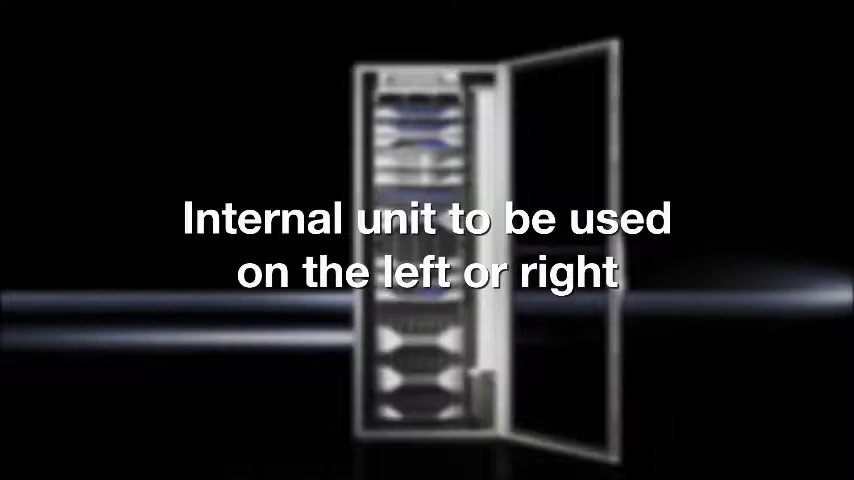 Internal unit to be used
on the left or right